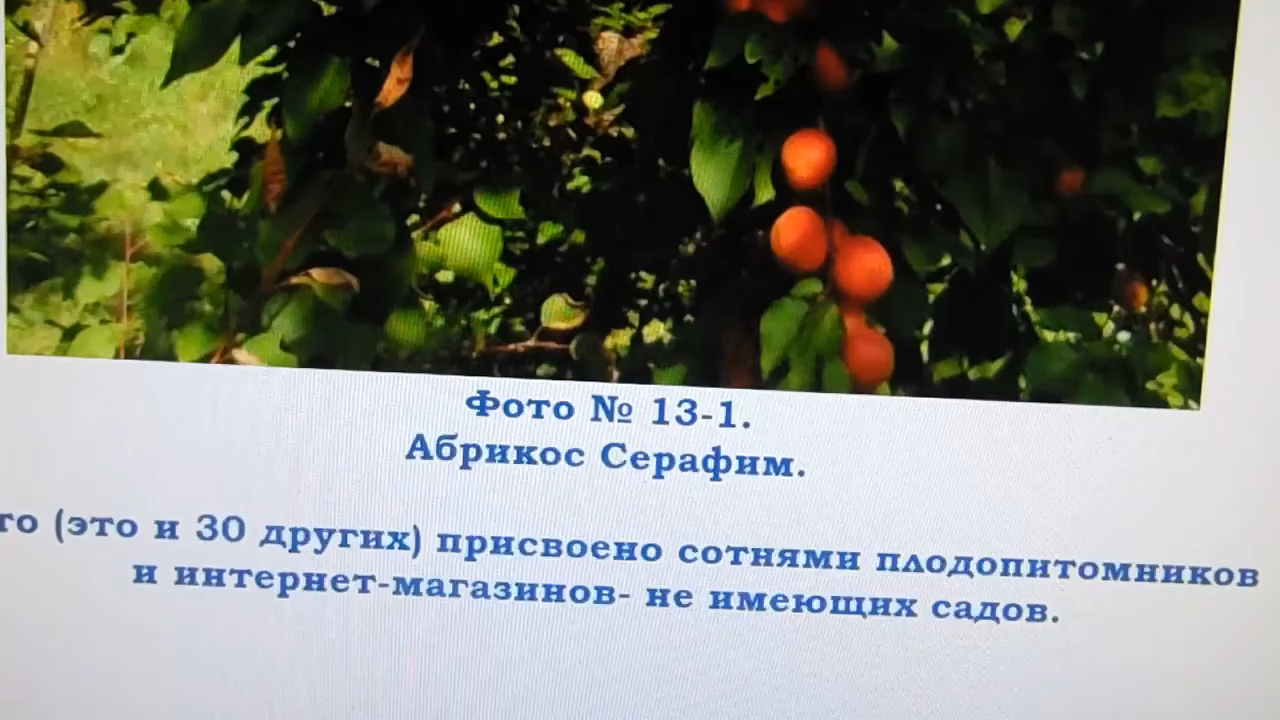 Фото № 13-1.
Абрикос Серафим.
(это и 30 других) присвоено сотнями плодопитомников
и интернет-магазинов- не имеющих садов.